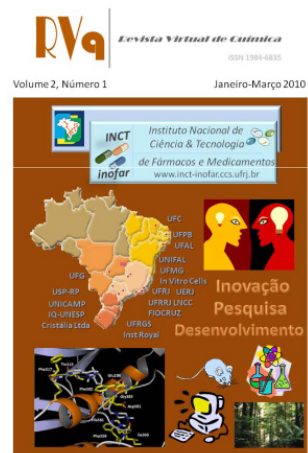 RVq
Revista Virtual de Química
ISSN 1984-6835
Volume 2, Número 1
Janeiro-Março 2010
INCT
inofar
Instituto Nacional de
Ciência & Tecnologia
de Fármacos e Medicamentos
www.inct-inofar.ccs.ufrj.br
UFC
UFPB
UFAL
UNIFAL
UFMG
In Vitro Cells
UFRJ UERJ
UFRRJ LNCC
FIOCRUZ
UFG
USP-RP
UNICAMP
IQ-UNESP
Cristália Ltda
UFRGS
Inst Royal
Inovação
Pesquisa
Desenvolvimento